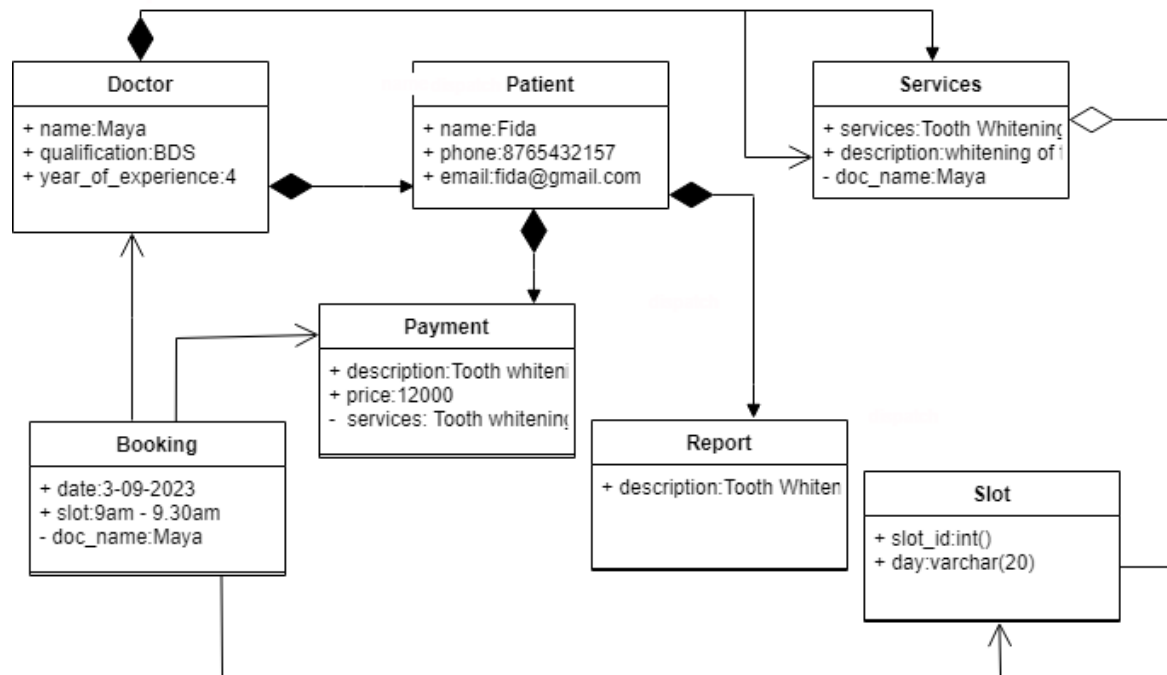 Doctor
+ name:Maya
+ qualification:BDS
+ year_of_experience:4
Patient
+ name:Fida
+ phone:8765432157
+ email:fida@gmail.com
Services
+ services:Tooth Whitening
+ description:whitening of
- doc_name:Maya
Payment
+ description:Tooth whiteni
+ price:12000
- services: Tooth whitening
Booking
+ date:3-09-2023
+ slot:9am - 9.30am
- doc_name:Maya
Report
+ description:Tooth Whiten
Slot
+ slot_id:int()
+ day:varchar(20)